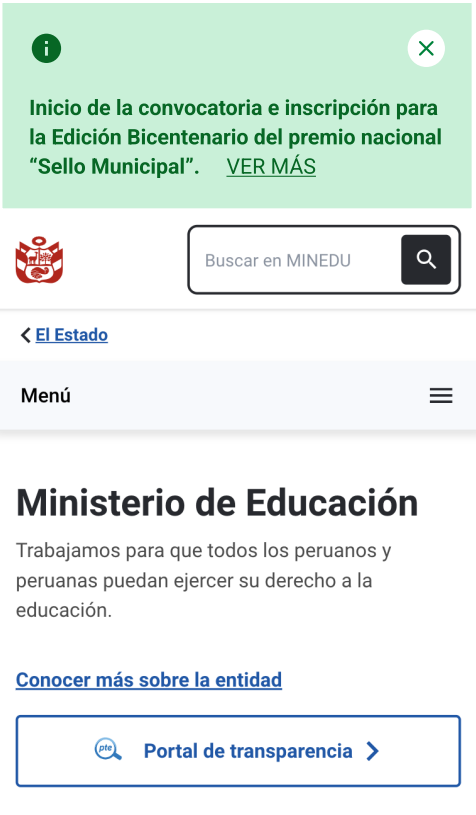 Inicio de la convocatoria e inscripción para
la Edición Bicentenario del premio nacional
“Sello Municipal”. VER MÁS
Buscar en MINEDU
El Estado
Menú
Ministerio de Educación
Trabajamos para que todos los peruanos y
peruanas puedan ejercer su derecho a la
educación.
Conocer más sobre la entidad
pte Portal de transparencia